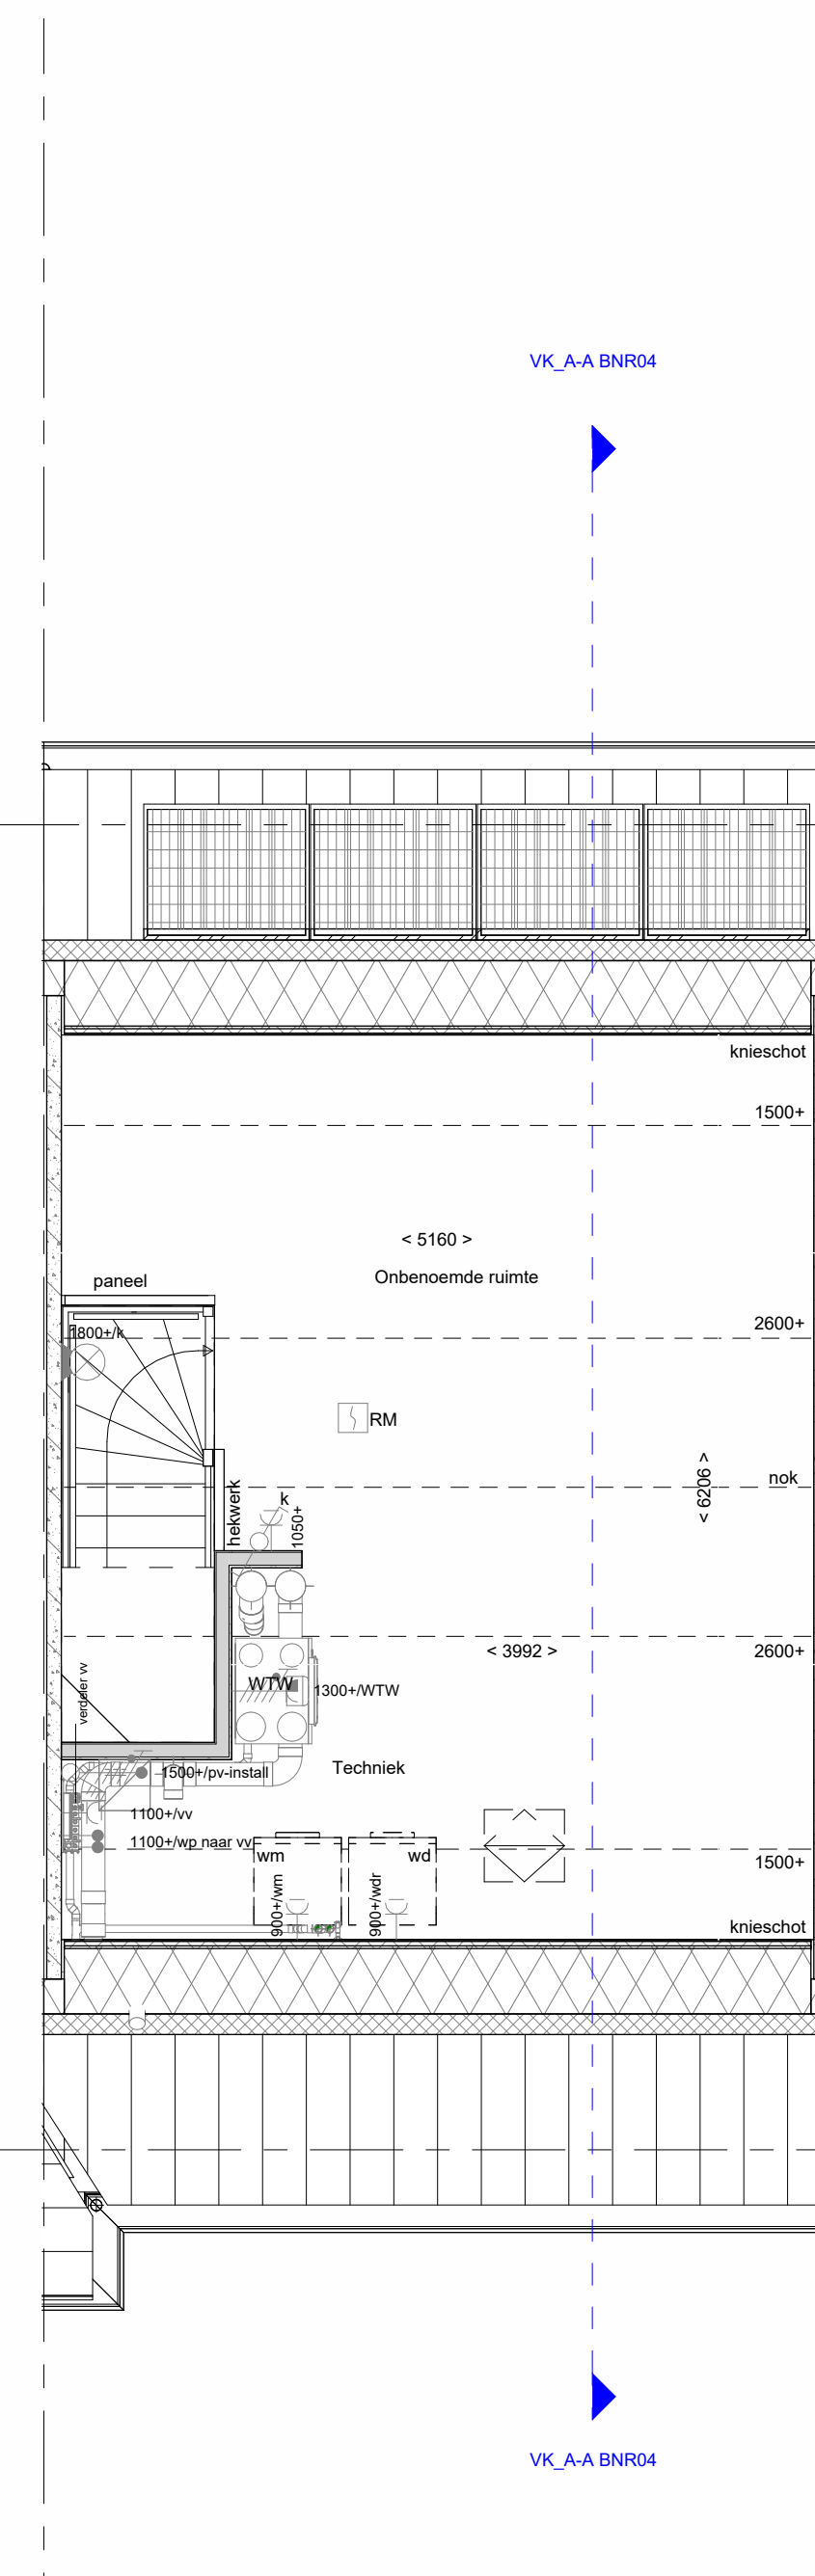 VK_A-A BNR04
knieschot
1500+
< 5160 >
paneel
Onbenoemde ruimte
1800+/k
2600+
RM
nok
< 6206 >
hekwerk
k
1050+
< 3992 >
2600+
verdeler vv
WTW
1300+/WTW
Techniek
1500+/pv-install
1100+/vv
1100+/wp naar vv
wm
wd
1500+
900+/wm
900+/wdr
knieschot
VK_A-A BNR04